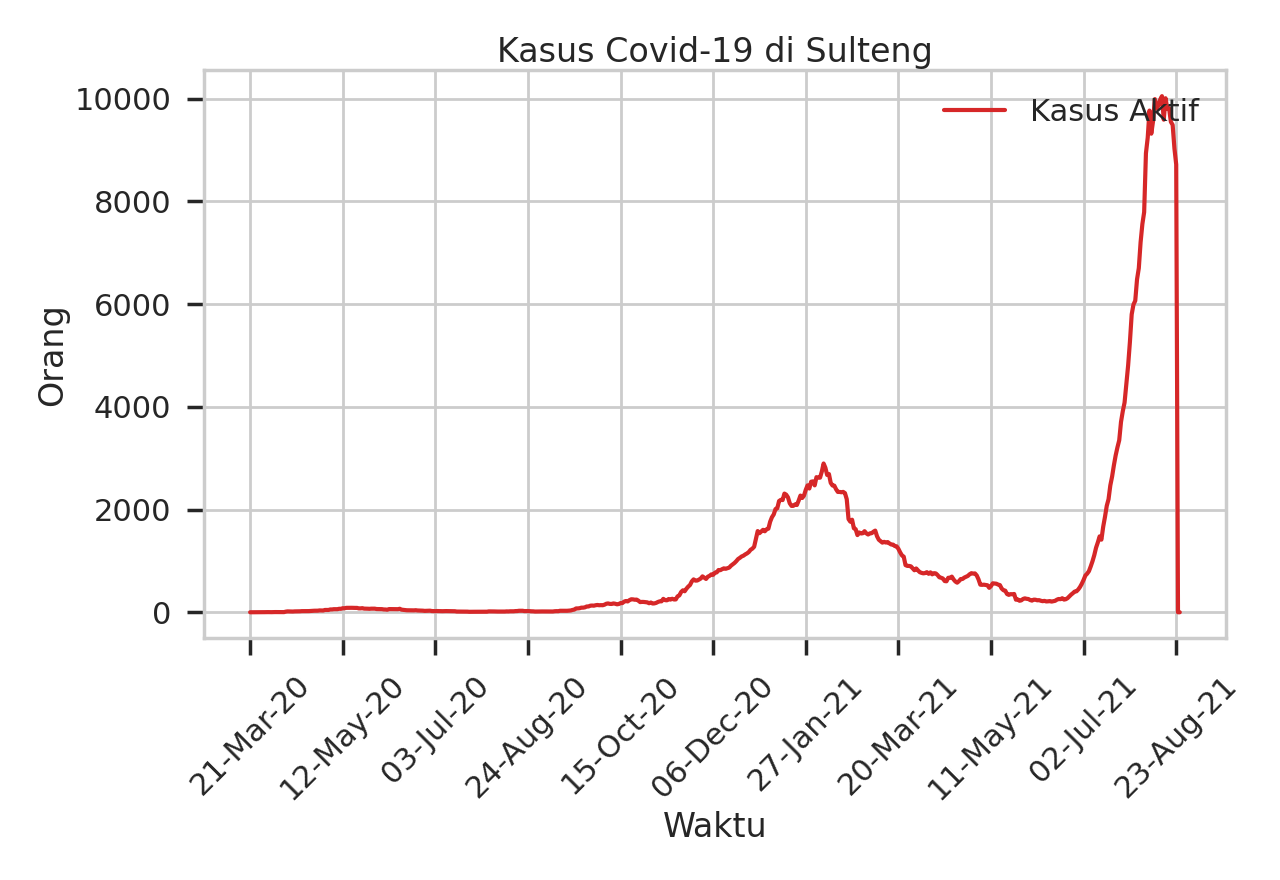 Kasus Covid-19 di Sulteng
Kasus Aktif
10000
8000
6000
4000
2000
0
Orang
21-Mar-20
12-May-20
03-Jul-20
24-Aug-20
15-Oct-20
06-Dec-20
27-Jan-21
20-Mar-21
11-May-21
02-Jul-21
23-Aug-21
Waktu